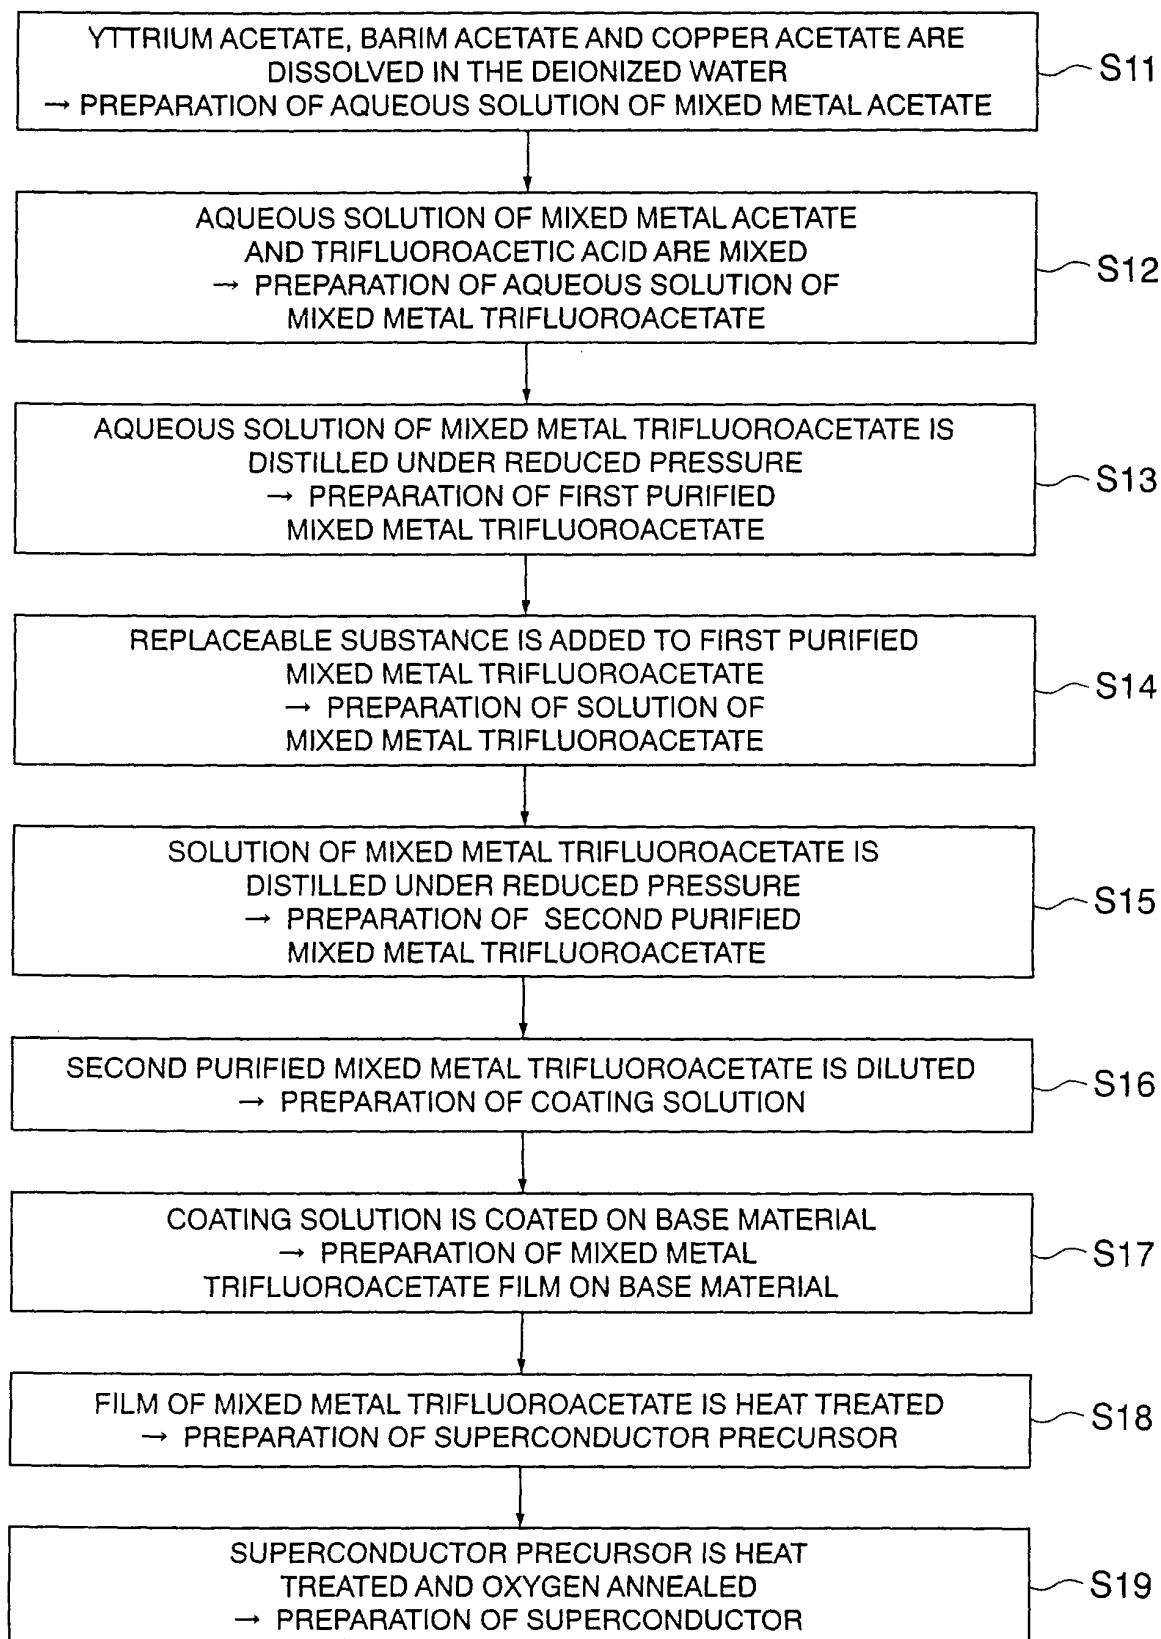 YTTRIUM ACETATE, BARIM ACETATE AND COPPER ACETATE ARE
DISSOLVED IN THE DEIONIZED WATER
→ PREPARATION OF AQUEOUS SOLUTION OF MIXED METAL ACETATE
S11
AQUEOUS SOLUTION OF MIXED METAL ACETATE
AND TRIFLUOROACETIC ACID ARE MIXED
→ PREPARATION OF AQUEOUS SOLUTION OF
MIXED METAL TRIFLUOROACETATE
S12
AQUEOUS SOLUTION OF MIXED METAL TRIFLUOROACETATE IS
DISTILLED UNDER REDUCED PRESSURE
→ PREPARATION OF FIRST PURIFIED
MIXED METAL TRIFLUOROACETATE
S13
REPLACEABLE SUBSTANCE IS ADDED TO FIRST PURIFIED
MIXED METAL TRIFLUOROACETATE
→ PREPARATION OF SOLUTION OF
MIXED METAL TRIFLUOROACETATE
S14
SOLUTION OF MIXED METAL TRIFLUOROACETATE IS
DISTILLED UNDER REDUCED PRESSURE
→ PREPARATION OF SECOND PURIFIED
MIXED METAL TRIFLUOROACETATE
S15
SECOND PURIFIED MIXED METAL TRIFLUOROACETATE IS DILUTED
→ PREPARATION OF COATING SOLUTION
S16
COATING SOLUTION IS COATED ON BASE MATERIAL
→ PREPARATION OF MIXED METAL
TRIFLUOROACETATE FILM ON BASE MATERIAL
S17
FILM OF MIXED METAL TRIFLUOROACETATE IS HEAT TREATED
→ PREPARATION OF SUPERCONDUCTOR PRECURSOR
S18
SUPERCONDUCTOR PRECURSOR IS HEAT
TREATED AND OXYGEN ANNEALED
→ PREPARATION OF SUPERCONDUCTOR
S19